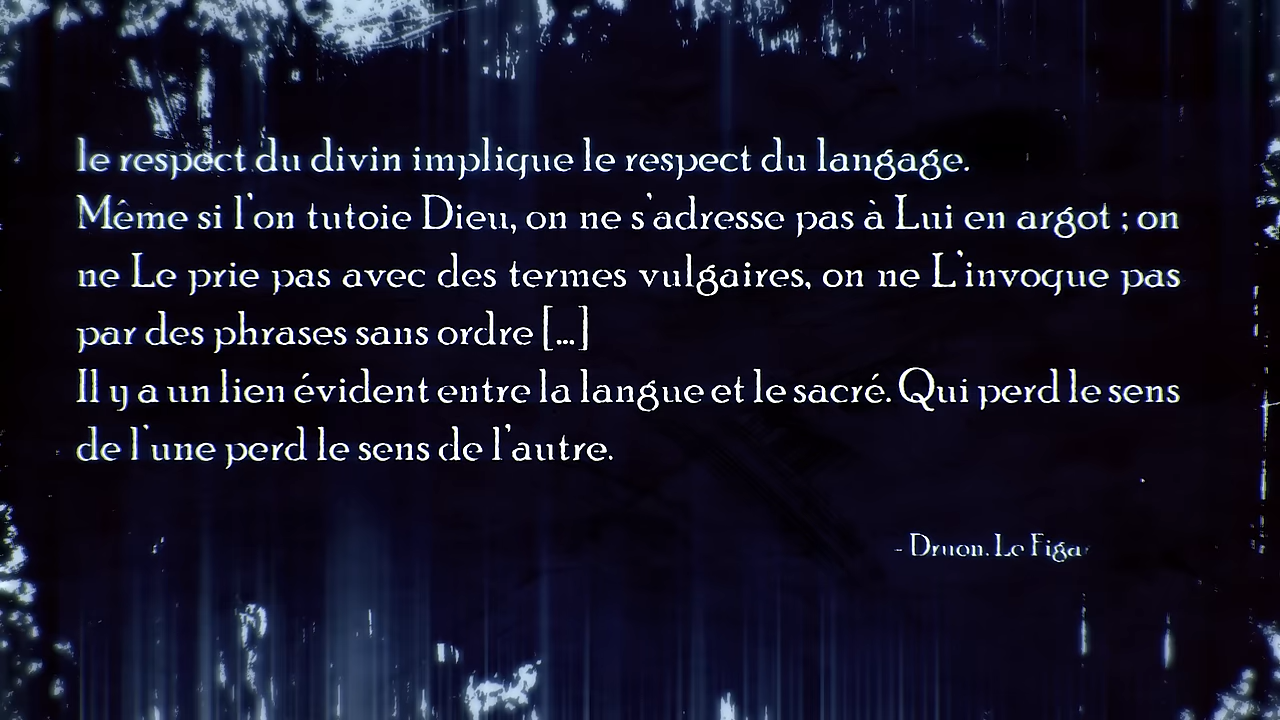 le respect du divin implique le respect du langage.
Même si l'on tutoie Dieu, on ne s'adresse pas à Lui en argot ; on
ne Le prie pas avec des termes vulgaires, on ne L'invoque pas
par des phrases sans ordre [...]
Il y a un lien évident entre la langue et le sacré. Qui perd le sens
de l'une perd le sens de l'autre.
- Druon. Le Figa